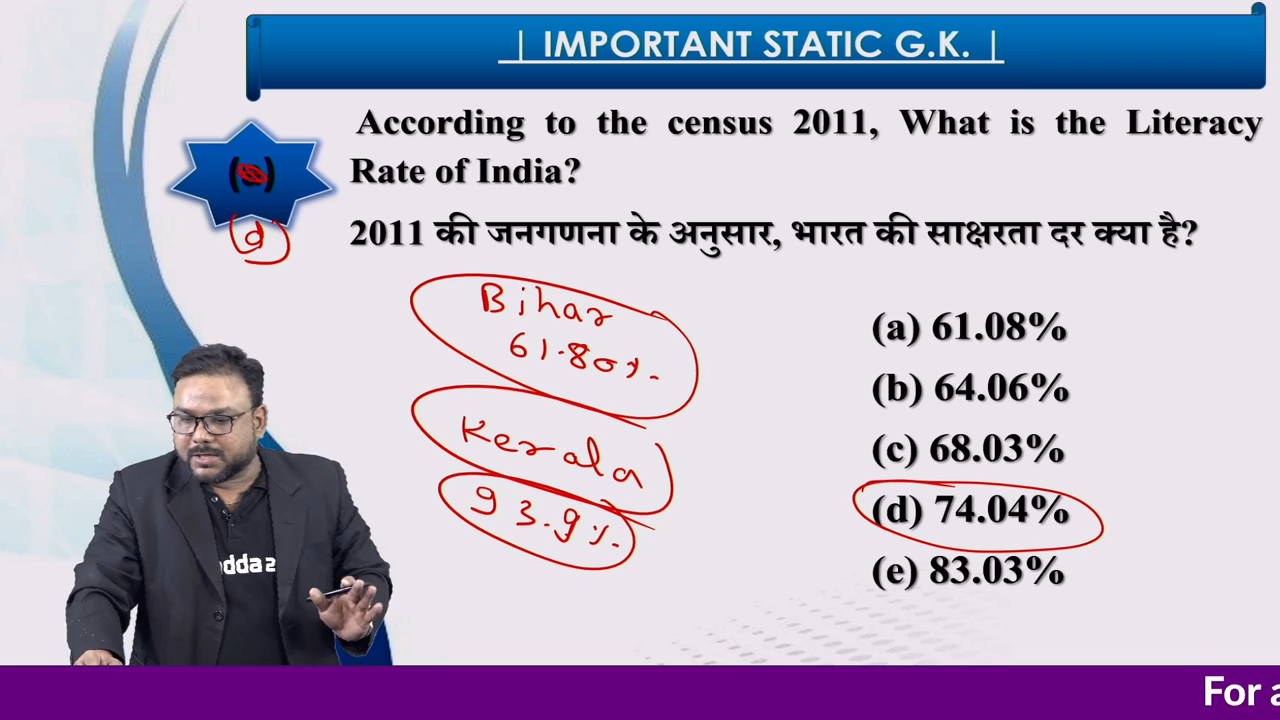 | IMPORTANT STATIC G.K. |
According to the census 2011, What is the Literacy
Rate of India?
(d)
2011 की जनगणना के अनुसार, भारत की साक्षरता दर क्या है?
Bihar
61.80%.
Kerala
93.9%.
(a) 61.08%
(b) 64.06%
(c) 68.03%
(d) 74.04%
(e) 83.03%
dda2
For a